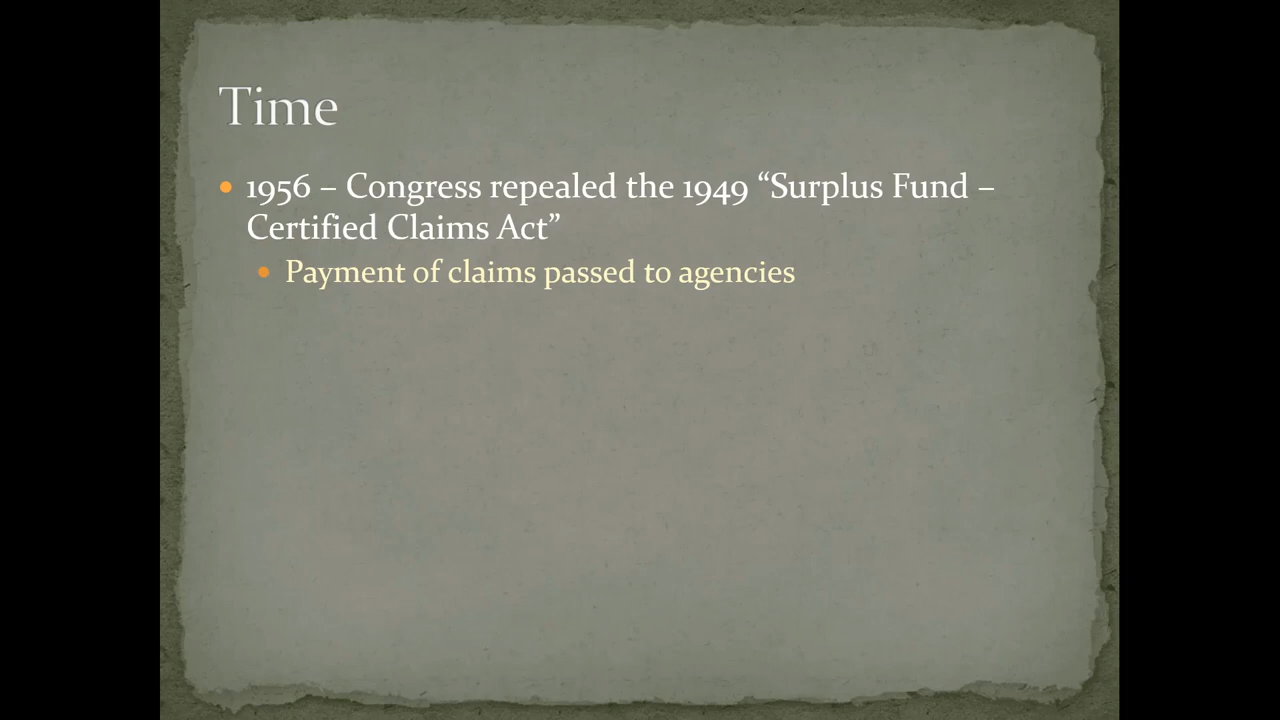 Time
1956 – Congress repealed the 1949 “Surplus Fund –
Certified Claims Act”
Payment of claims passed to agencies